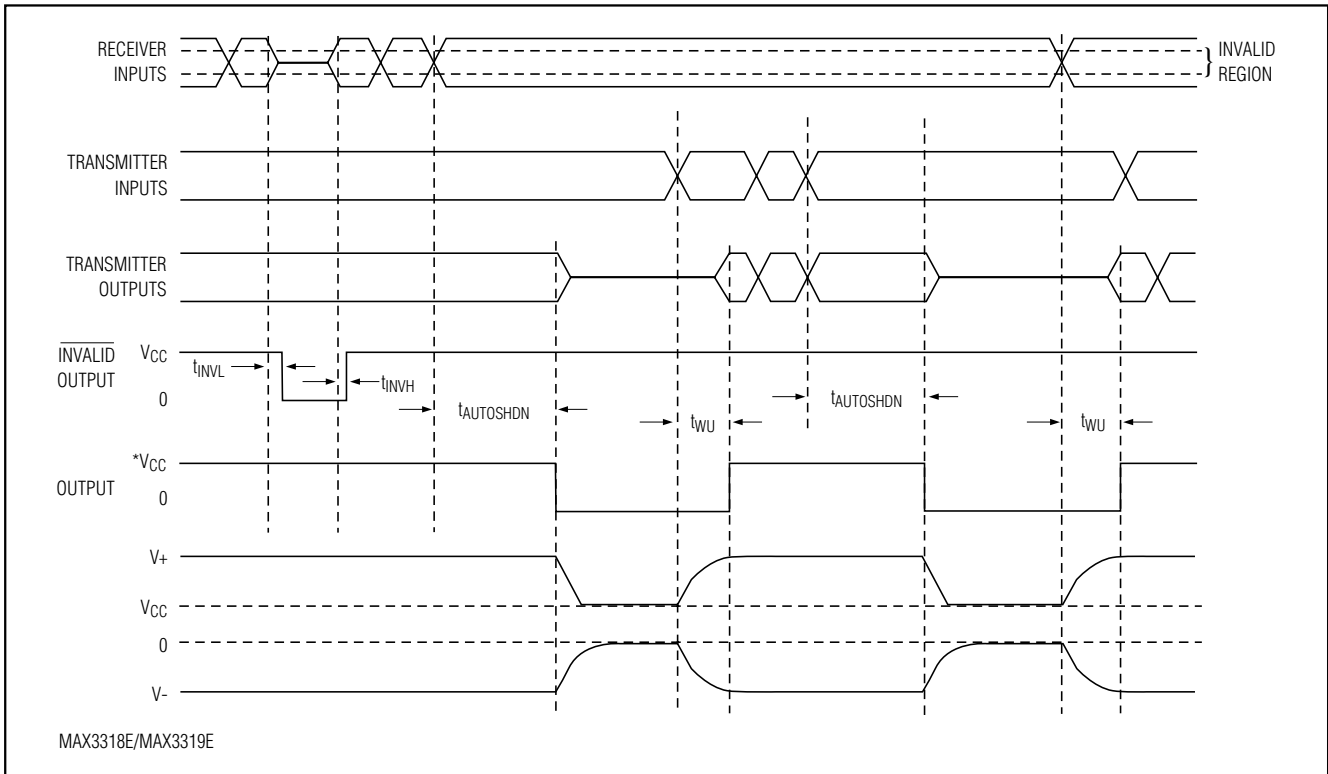 RECEIVER
INPUTS
} INVALID
REGION
TRANSMITTER
INPUTS
TRANSMITTER
OUTPUTS
INVALID
OUTPUT
VCC
0
tINVL
tINVH
tAUTOSHDN
tWU
tAUTOSHDN
tWU
OUTPUT
*VCC
0
V+
VCC
0
V-
MAX3318E/MAX3319E